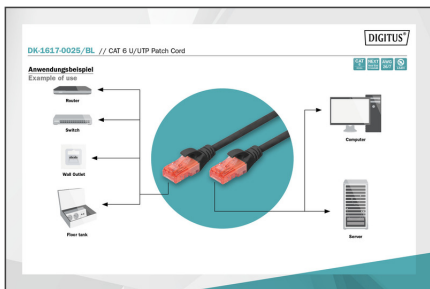 DIGITUS®
DK-1617-0025/BL // CAT 6 U/UTP Patch Cord
Anwendungsbeispiel
Example of use
Router
Switch
Wall Outlet
Floor tank
Computer
Server